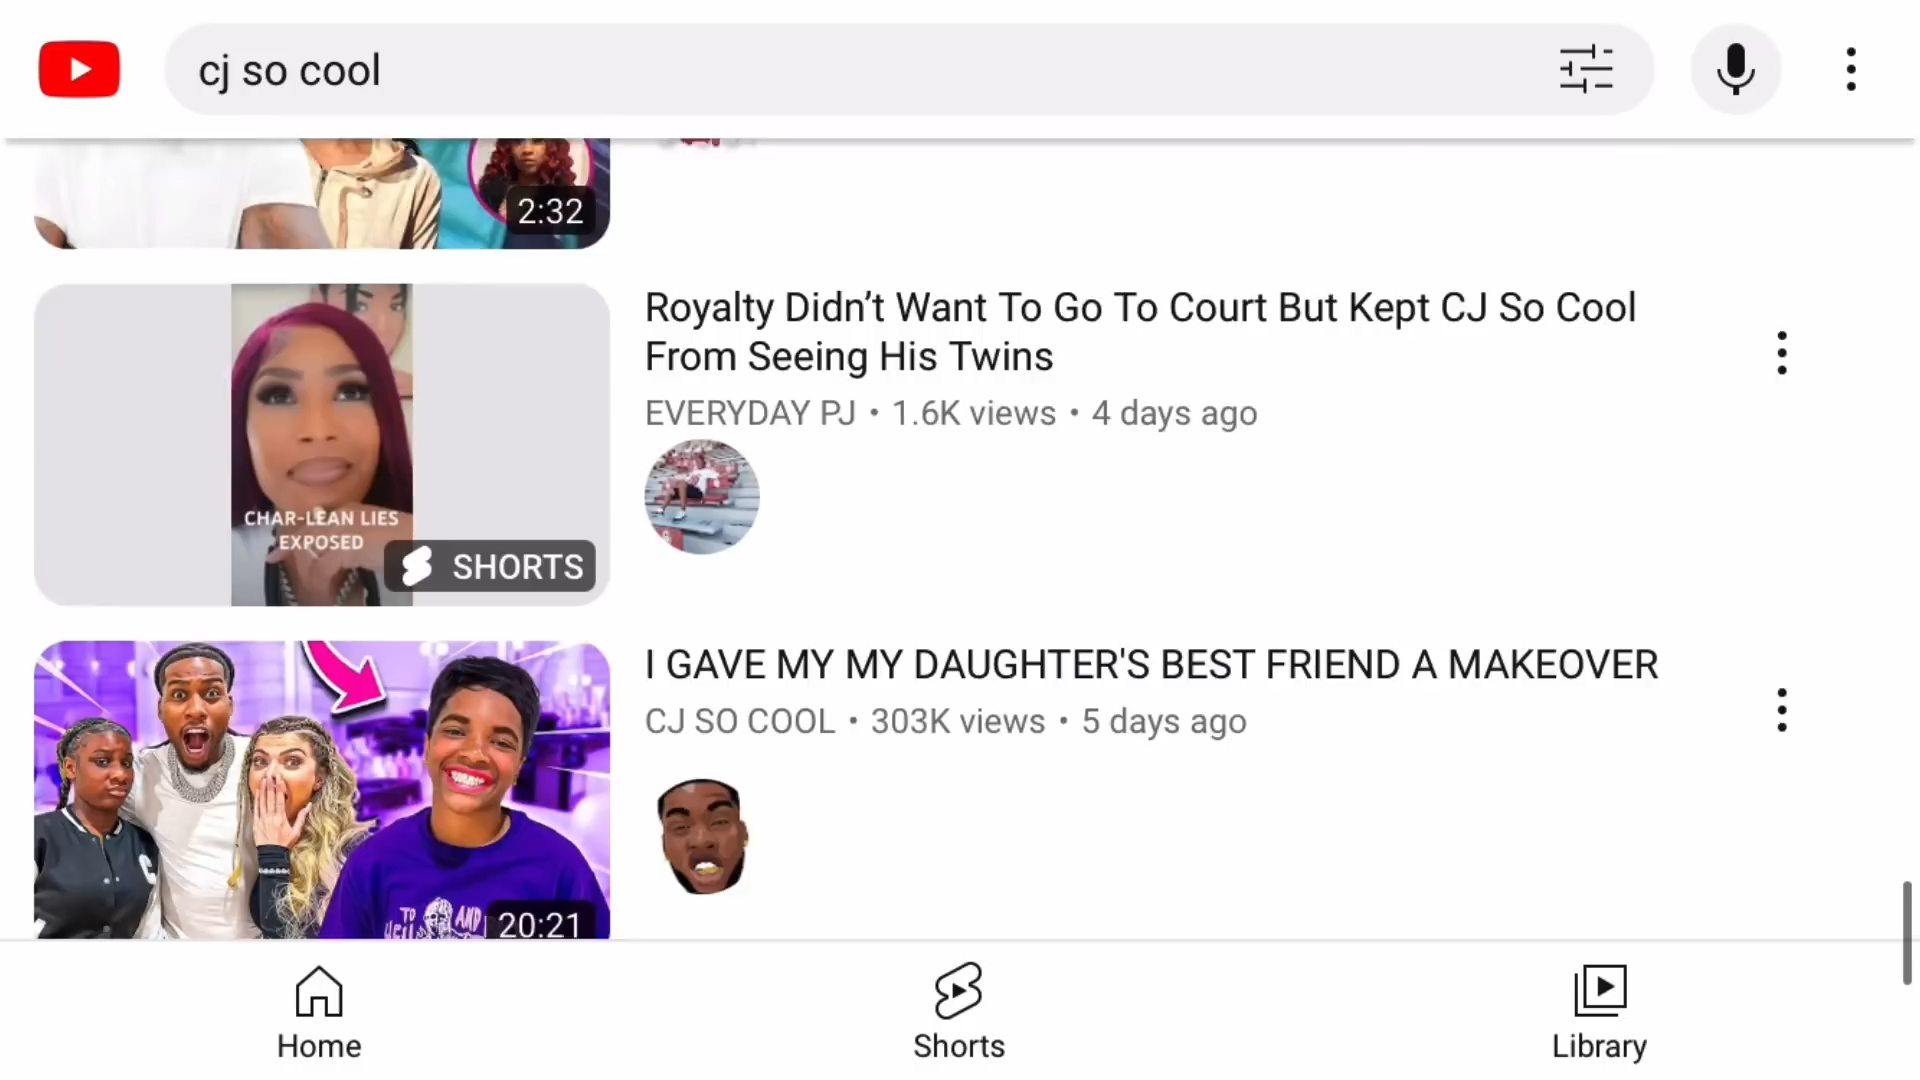 cj so cool
2:32
Royalty Didn’t Want To Go To Court But Kept CJ So Cool
From Seeing His Twins
EVERYDAY PJ • 1.6K views • 4 days ago
CHAR-LEAN LIES
EXPOSED
SHORTS
I GAVE MY MY DAUGHTER'S BEST FRIEND A MAKEOVER
CJ SO COOL • 303K views • 5 days ago
C
TO AND
20:21
Home
Shorts
Library